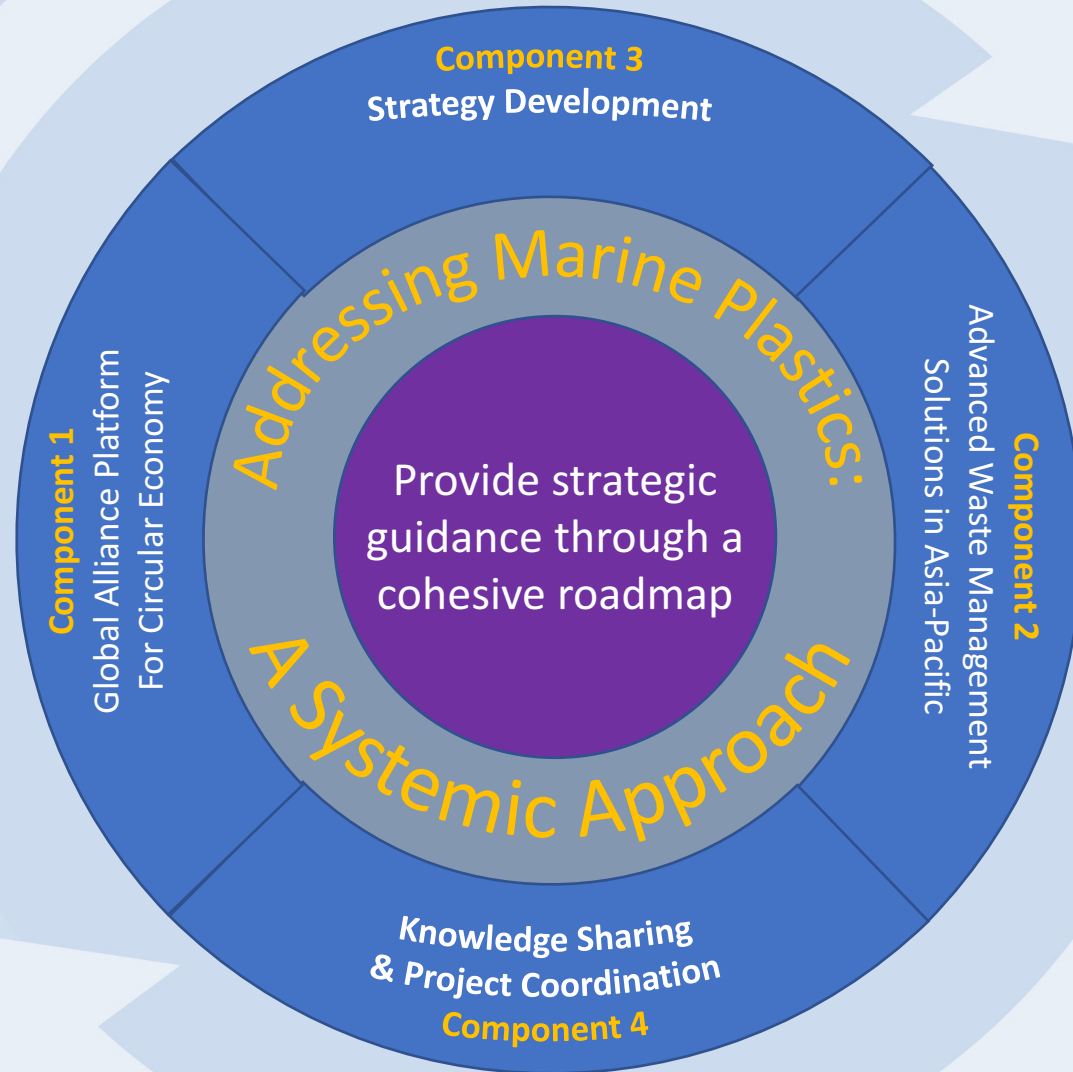 Component 3
Strategy Development
Component 1
Global Alliance Platform
For Circular Economy
Addressing Marine Plastics:
A Systemic Approach
Provide strategic
guidance through a
cohesive roadmap
Component 2
Advanced Waste Management
Solutions in Asia-Pacific
Knowledge Sharing
& Project Coordination
Component 4